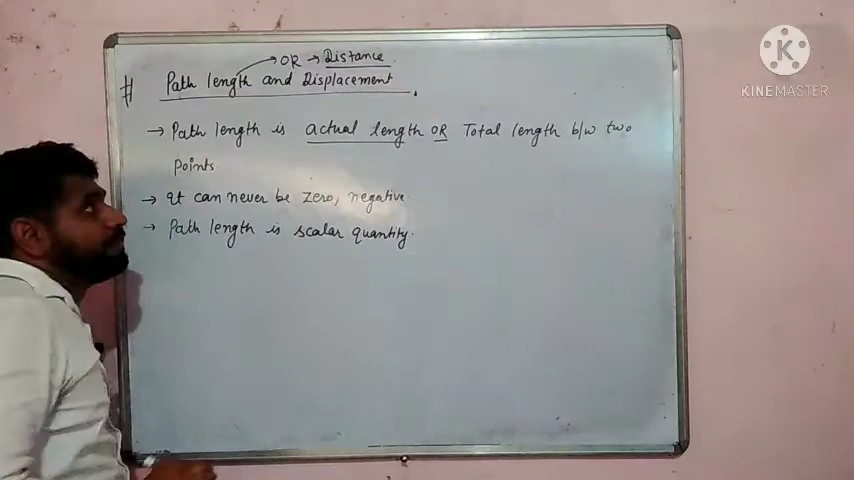 OR → Distance
# Path length and Displacement
→ Path length is actual length OR Total length b/w two
points.
→ It can never be zero, negative.
→ Path length is scalar quantity.
K
KINEMASTER